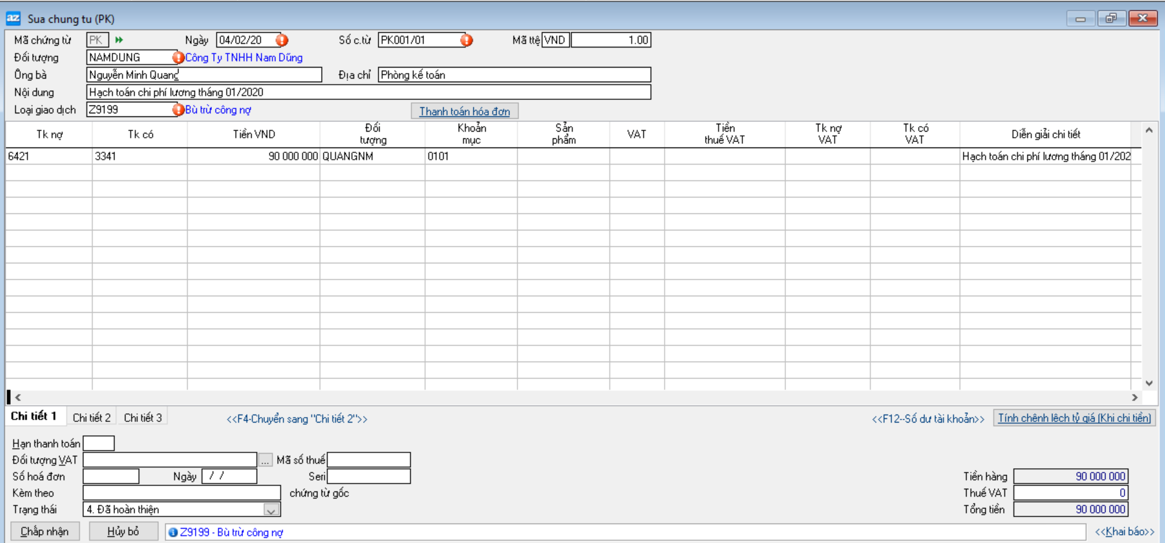 az Sua chung tu (PK)
Mã chứng từ PK Ngày 04/02/20 Số c.từ PK001/01 Mã ttệ VND 1.00
Đối tượng NAMDUNG Công Ty TNHH Nam Dũng
Ông bà Nguyễn Minh Quang Địa chỉ Phòng kế toán
Nội dung Hạch toán chi phí lương tháng 01/2020
Loại giao dịch Z9199 Bù trừ công nợ Thanh toán hóa đơn
Tk nợ Tk có Tiền VND Đối tượng Khoản mục Sản phẩm VAT Tiền thuế VAT Tk nợ VAT Tk có VAT Diễn giải chi tiết
6421 3341 90 000 000 QUANGNM 0101 Hạch toán chi phí lương tháng 01/202
Chi tiết 1 Chi tiết 2 Chi tiết 3 <<F4-Chuyển sang "Chi tiết 2">> <<F12--Số dư tài khoản>> Tính chênh lệch tỷ giá (Khi chi tiền)
Hạn thanh toán
Đối tượng VAT ... Mã số thuế
Số hoá đơn Ngày / / Seri
Kèm theo chứng từ gốc
Trạng thái 4. Đã hoàn thiện
Tiền hàng 90 000 000
Thuế VAT 0
Tổng tiền 90 000 000
Chấp nhận Hủy bỏ Z9199 - Bù trừ công nợ <<Khai báo>>